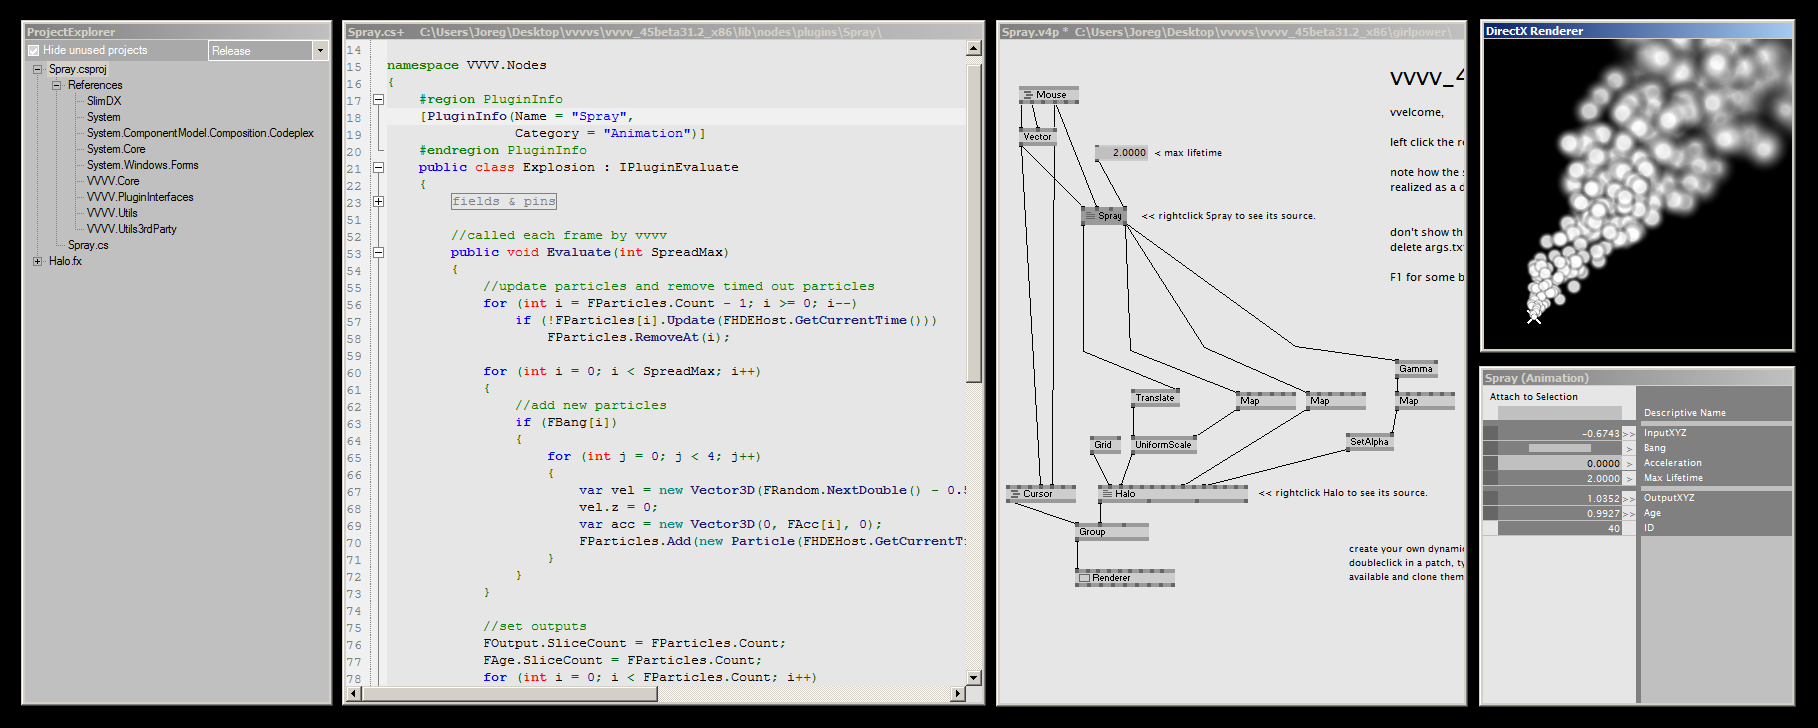 ProjectExplorer
Hide unused projects
Release
Spray.csproj
References
SlimDX
System
System.ComponentModel.Composition.Codeplex
System.Core
System.Windows.Forms
VVVV.Core
VVVV.PluginInterfaces
VVVV.Utils
VVVV.Utils3rdParty
Spray.cs
Halo.fx
Spray.cs+ C:\Users\Joreg\Desktop\vvvvs\vvvv_45beta31.2_x86\lib\nodes\plugins\Spray\
14
15 namespace VVVV.Nodes
16 {
17 #region PluginInfo
18 [PluginInfo(Name = "Spray",
19 Category = "Animation")]
20 #endregion PluginInfo
21 public class Explosion : IPluginEvaluate
22 {
23 fields & pins
51
52 //called each frame by vvvv
53 public void Evaluate(int SpreadMax)
54 {
55 //update particles and remove timed out particles
56 for (int i = FParticles.Count - 1; i >= 0; i--)
57 if (!FParticles[i].Update(FHDEHost.GetCurrentTime()))
58 FParticles.RemoveAt(i);
59
60 for (int i = 0; i < SpreadMax; i++)
61 {
62 //add new particles
63 if (FBang[i])
64 {
65 for (int j = 0; j < 4; j++)
66 {
67 var vel = new Vector3D(FRandom.NextDouble() - 0.5
68 vel.z = 0;
69 var acc = new Vector3D(0, FAcc[i], 0);
70 FParticles.Add(new Particle(FHDEHost.GetCurrentT
71 }
72 }
73 }
74
75 //set outputs
76 FOutput.SliceCount = FParticles.Count;
77 FAge.SliceCount = FParticles.Count;
78 for (int i = 0; i < FParticles.Count; i++)
Spray.v4p * C:\Users\Joreg\Desktop\vvvvs\vvvv_45beta31.2_x86\girlpower\
vvvv_4
Mouse
vvelcome,
Vector
left click the r
2.0000 < max lifetime
note how the s
realized as a d
Spray << rightclick Spray to see its source.
don't show th
delete args.tx
F1 for some b
Gamma
Translate
Map
Map
Map
Grid
UniformScale
SetAlpha
Cursor
Halo << rightclick Halo to see its source.
Group
create your own dynamic
doubleclick in a patch, ty
available and clone them
Renderer
DirectX Renderer
Spray (Animation)
Attach to Selection
Descriptive Name
-0.6743 >> InputXYZ
> Bang
0.0000 > Acceleration
2.0000 > Max Lifetime
1.0352 >> OutputXYZ
0.9927 >> Age
40 ID